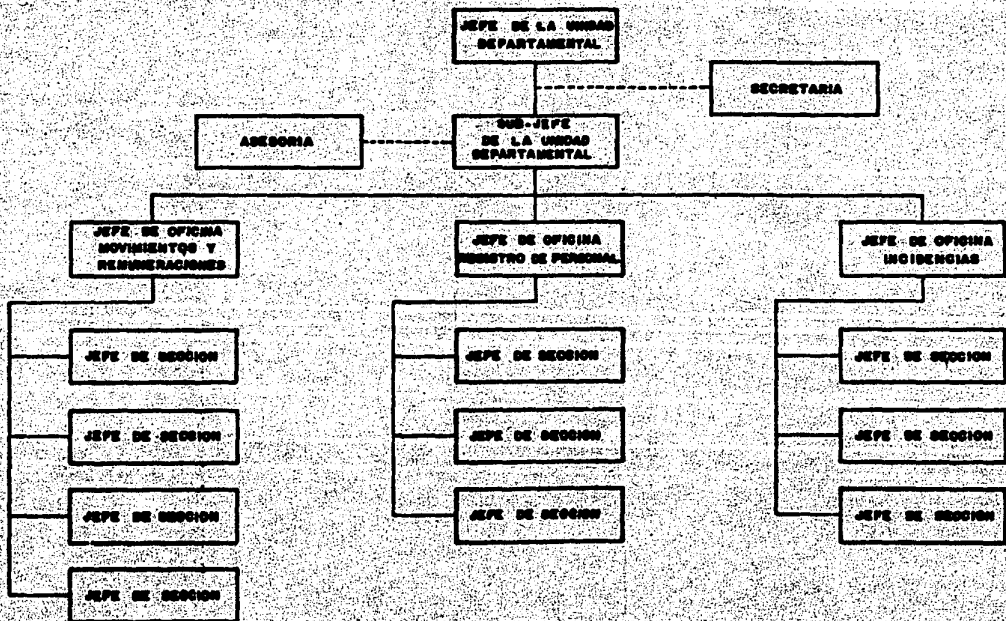 JEFE DE LA UNIDAD
DEPARTAMENTAL
SECRETARIA
SUB-JEFE
DE LA UNIDAD
DEPARTAMENTAL
ASESORIA
JEFE DE OFICINA
MOVIMIENTOS Y
REMUNERACIONES
JEFE DE OFICINA
REGISTRO DE PERSONAL
JEFE DE OFICINA
INCIDENCIAS
JEFE DE SECCION
JEFE DE SECCION
JEFE DE SECCION
JEFE DE SECCION
JEFE DE SECCION
JEFE DE SECCION
JEFE DE SECCION
JEFE DE SECCION
JEFE DE SECCION
JEFE DE SECCION